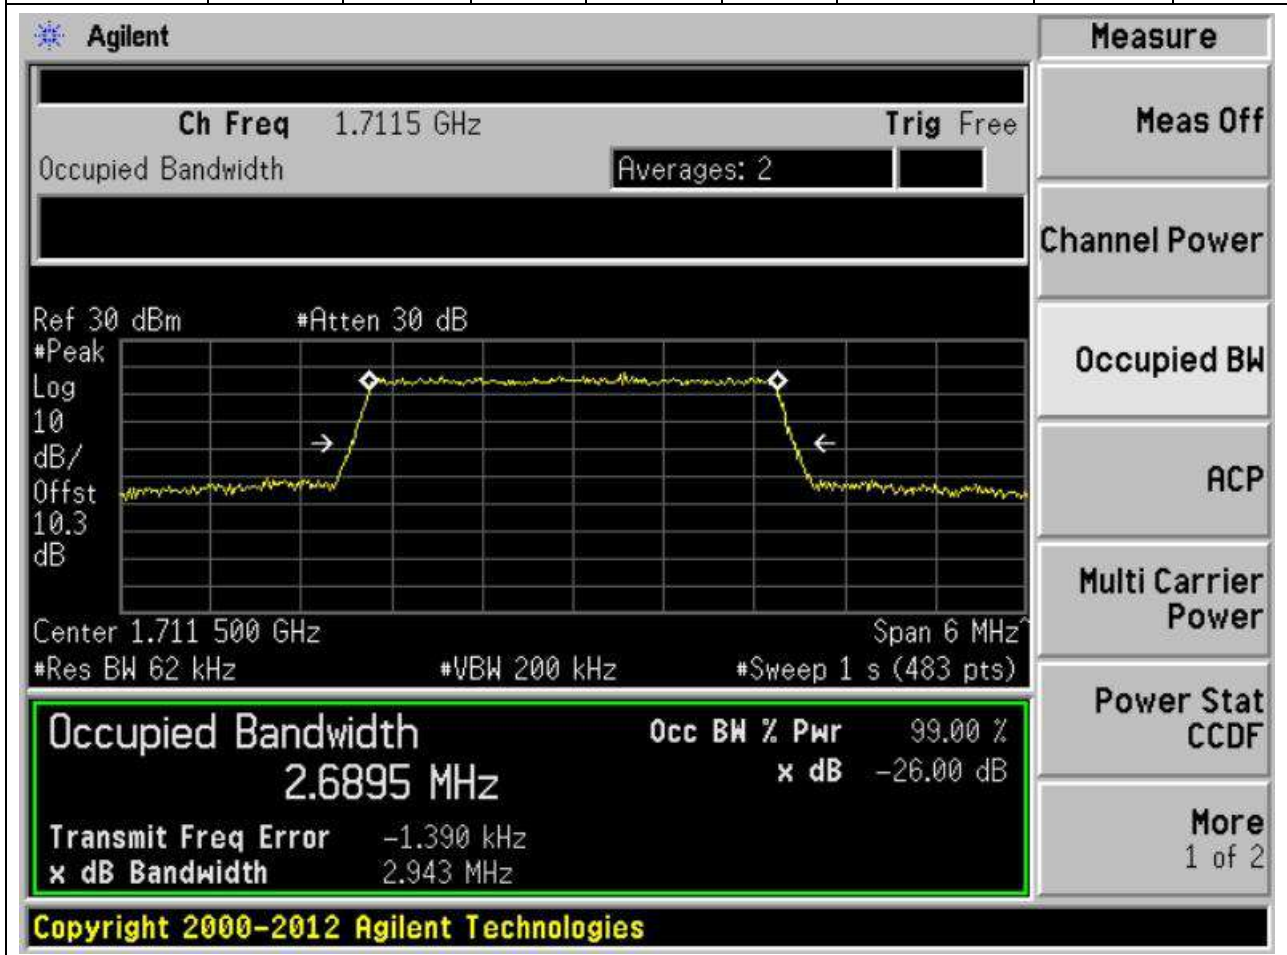 Agilent
Measure
Ch Freq 1.7115 GHz Trig Free
Occupied Bandwidth Averages: 2
Ref 30 dBm #Atten 30 dB
#Peak
Log
10
dB/
Offst
10.3
dB
Center 1.711 500 GHz Span 6 MHz^
#Res BW 62 kHz #VBW 200 kHz #Sweep 1 s (483 pts)
Occupied Bandwidth Occ BW % Pwr 99.00 %
2.6895 MHz x dB -26.00 dB
Transmit Freq Error -1.390 kHz
x dB Bandwidth 2.943 MHz
Meas Off
Channel Power
Occupied BW
ACP
Multi Carrier
Power
Power Stat
CCDF
More
1 of 2
Copyright 2000-2012 Agilent Technologies